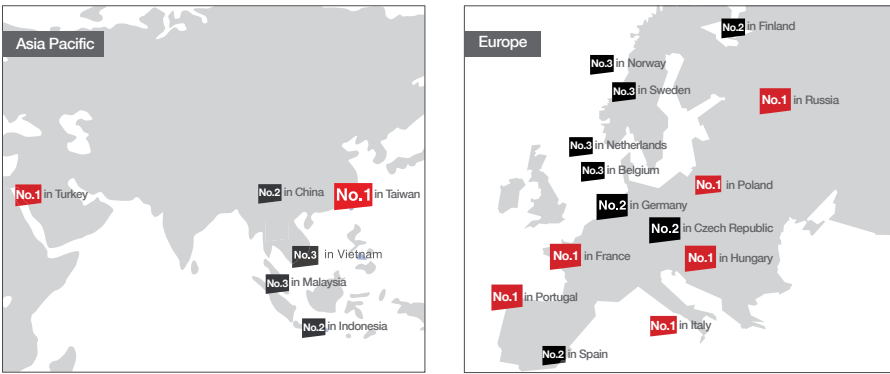 Asia Pacific
No.1 in Turkey
No.2 in China
No.1 in Taiwan
No.3 in Vietnam
No.3 in Malaysia
No.2 in Indonesia
Europe
No.2 in Finland
No.3 in Norway
No.3 in Sweden
No.1 in Russia
No.3 in Netherlands
No.3 in Belgium
No.1 in Poland
No.2 in Germany
No.2 in Czech Republic
No.1 in France
No.1 in Hungary
No.1 in Portugal
No.1 in Italy
No.2 in Spain